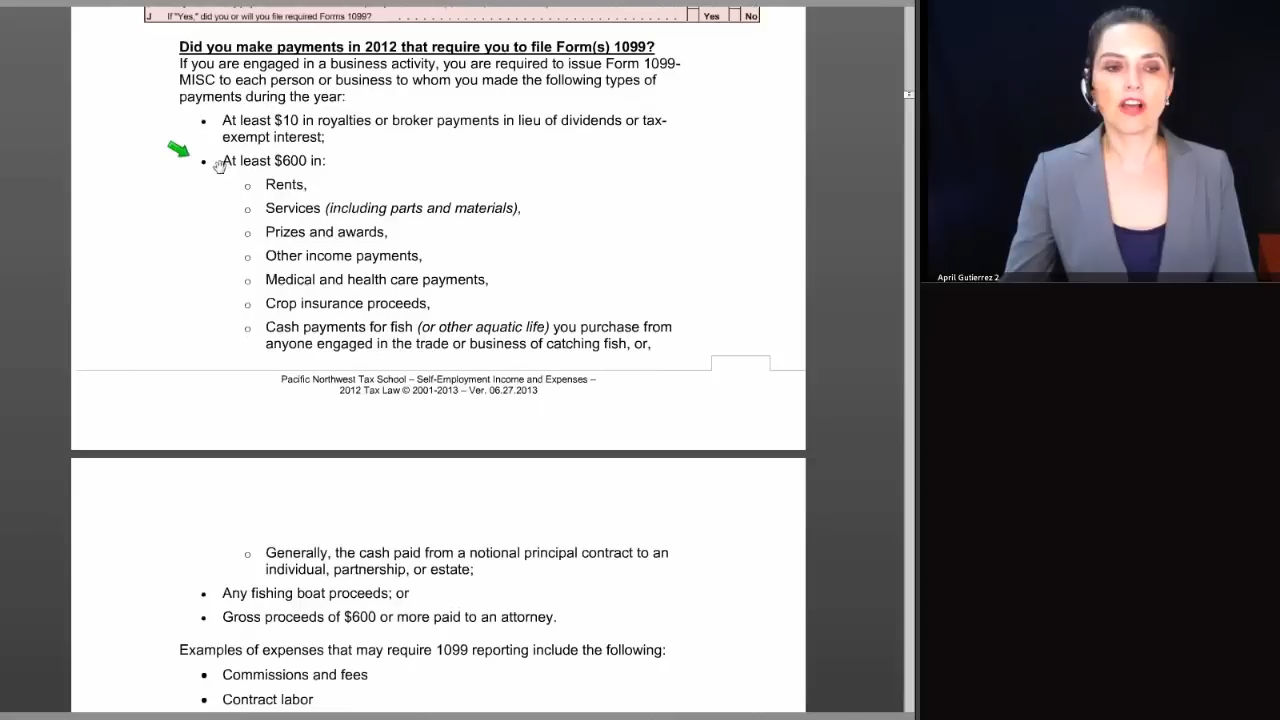 J If "Yes," did you or will you file required Forms 1099? . . . . . . . . . . . . . . . . . . . . . . . . . . . . . . . . . . . Yes No
Did you make payments in 2012 that require you to file Form(s) 1099?
If you are engaged in a business activity, you are required to issue Form 1099-
MISC to each person or business to whom you made the following types of
payments during the year:
• At least $10 in royalties or broker payments in lieu of dividends or tax-
exempt interest;
• At least $600 in:
o Rents,
o Services (including parts and materials),
o Prizes and awards,
o Other income payments,
o Medical and health care payments,
o Crop insurance proceeds,
o Cash payments for fish (or other aquatic life) you purchase from
anyone engaged in the trade or business of catching fish, or,
Pacific Northwest Tax School – Self-Employment Income and Expenses –
2012 Tax Law © 2001-2013 – Ver. 06.27.2013
o Generally, the cash paid from a notional principal contract to an
individual, partnership, or estate;
• Any fishing boat proceeds; or
• Gross proceeds of $600 or more paid to an attorney.
Examples of expenses that may require 1099 reporting include the following:
• Commissions and fees
• Contract labor
April Gutierrez 2